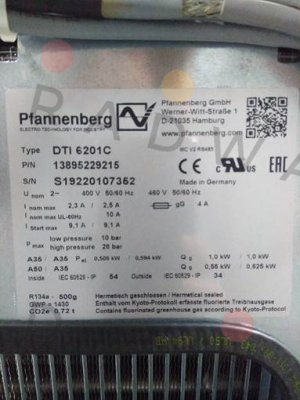 Pfannenberg
ELECTRO TECHNOLOGY FOR INDUSTRY
Pfannenberg GmbH
Werner-Witt-Straße 1
D-21035 Hamburg
http://www.pfannenberg.com
Type DTI 6201C
P/N 13895229215
S/N S19220107352
Made in Germany
U nom 2~ 400 V 50/60 Hz 460 V 50/60 Hz
I nom 2,3 A / 2,5 A gG 4 A
I nom max UL-60Hz 10 A
I Start max 9,1 A / 9,1 A
P max low pressure 10 bar
high pressure 28 bar
A35 / A35 P el 0,505 kW / 0,594 kW Q 1,0 kW / 1,0 kW
A50 / A35 Q 0,55 kW / 0,625 kW
Inside IEC 60529 - IP 54 Outside IEC 60529 - IP 34
R134a - 500g Hermetisch geschlossen / Hermetical sealed
GWP = 1430 Enthält vom Kyoto-Protokoll erfasste fluorierte Treibhausgase
CO2e 0.72 t Contains fluorinated greenhouse gas according to Kyoto-Protocol